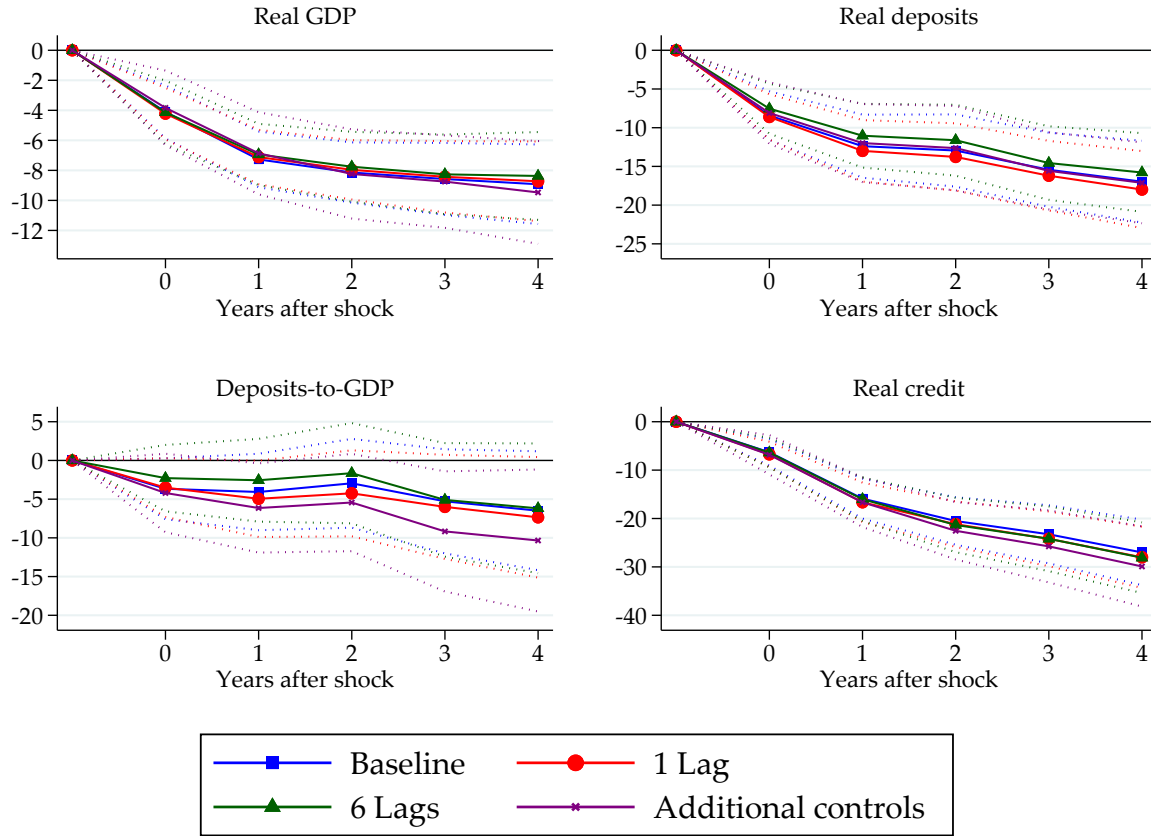 Real GDP
0
-2
-4
-6
-8
-10
-12
0 1 2 3 4
Years after shock
Real deposits
0
-5
-10
-15
-20
-25
0 1 2 3 4
Years after shock
Deposits-to-GDP
5
0
-5
-10
-15
-20
0 1 2 3 4
Years after shock
Real credit
0
-10
-20
-30
-40
0 1 2 3 4
Years after shock
Baseline 1 Lag
6 Lags Additional controls